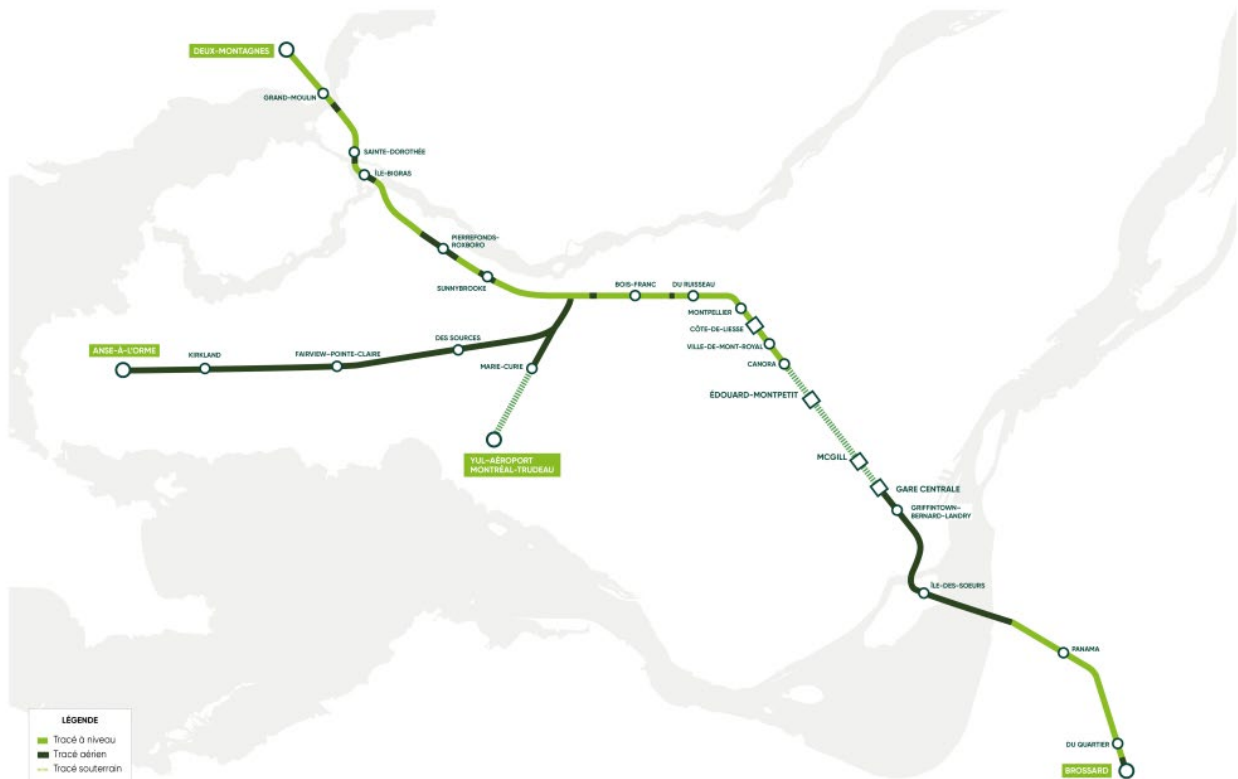 DEUX-MONTAGNES
GRAND-MOULIN
SAINTE-DOROTHÉE
ÎLE-BIGRAS
PIERREFONDS-
ROXBORO
SUNNYBROOKE
BOIS-FRANC
DU RUISSEAU
MONTPELLIER
CÔTE-DE-LIESSE
VILLE-DE-MONT-ROYAL
CANORA
ANSE-À-L'ORME
KIRKLAND
FAIRVIEW-POINTE-CLAIRE
DES SOURCES
MARIE-CURIE
YUL-AÉROPORT
MONTRÉAL-TRUDEAU
ÉDOUARD-MONTPETIT
MCGILL
GARE CENTRALE
GRIFFINTOWN-
BERNARD-LANDRY
ÎLE-DES-SOEURS
PANAMA
DU QUARTIER
BROSSARD
LÉGENDE
Tracé à niveau
Tracé aérien
Tracé souterrain